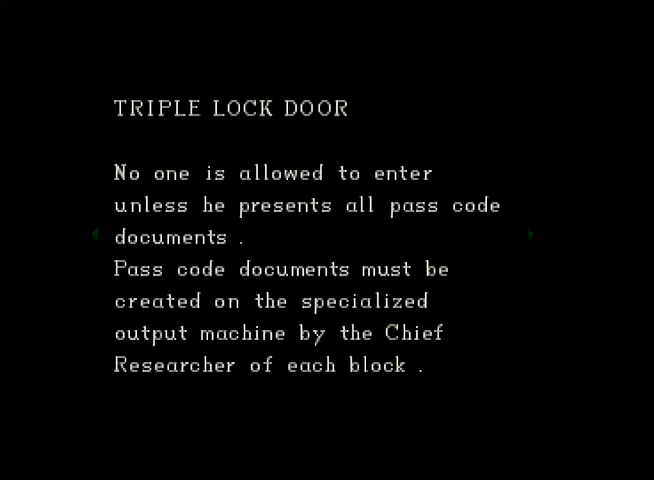 TRIPLE LOCK DOOR
No one is allowed to enter
unless he presents all pass code
documents .
Pass code documents must be
created on the specialized
output machine by the Chief
Researcher of each block .